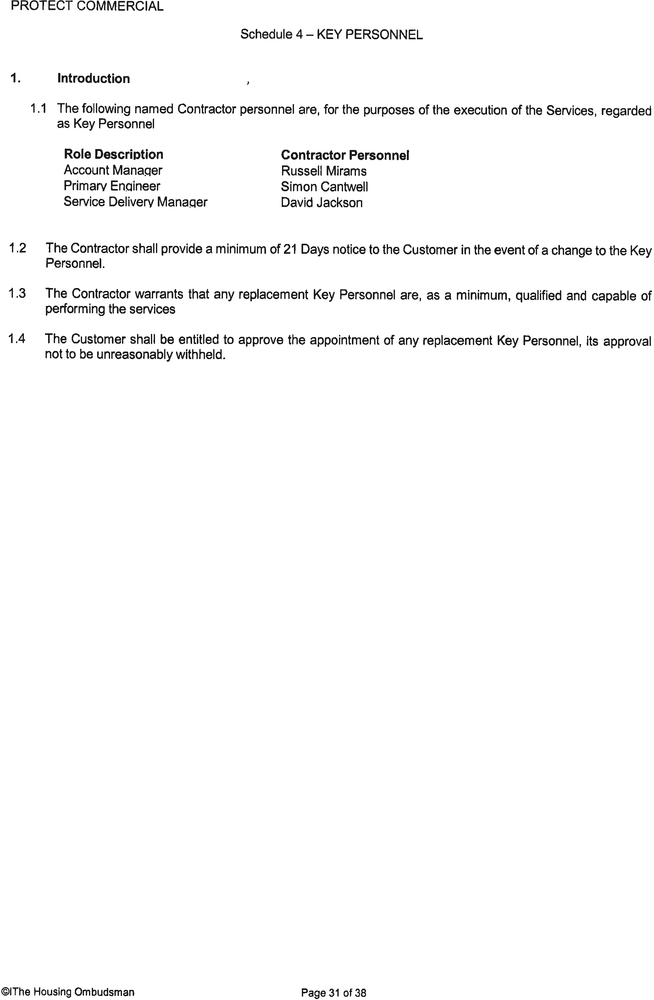 PROTECT COMMERCIAL
Schedule 4 – KEY PERSONNEL
1. Introduction
1.1 The following named Contractor personnel are, for the purposes of the execution of the Services, regarded
as Key Personnel
Role Description Contractor Personnel
Account Manager Russell Mirams
Primary Engineer Simon Cantwell
Service Delivery Manager David Jackson
1.2 The Contractor shall provide a minimum of 21 Days notice to the Customer in the event of a change to the Key
Personnel.
1.3 The Contractor warrants that any replacement Key Personnel are, as a minimum, qualified and capable of
performing the services
1.4 The Customer shall be entitled to approve the appointment of any replacement Key Personnel, its approval
not to be unreasonably withheld.
©IThe Housing Ombudsman Page 31 of 38